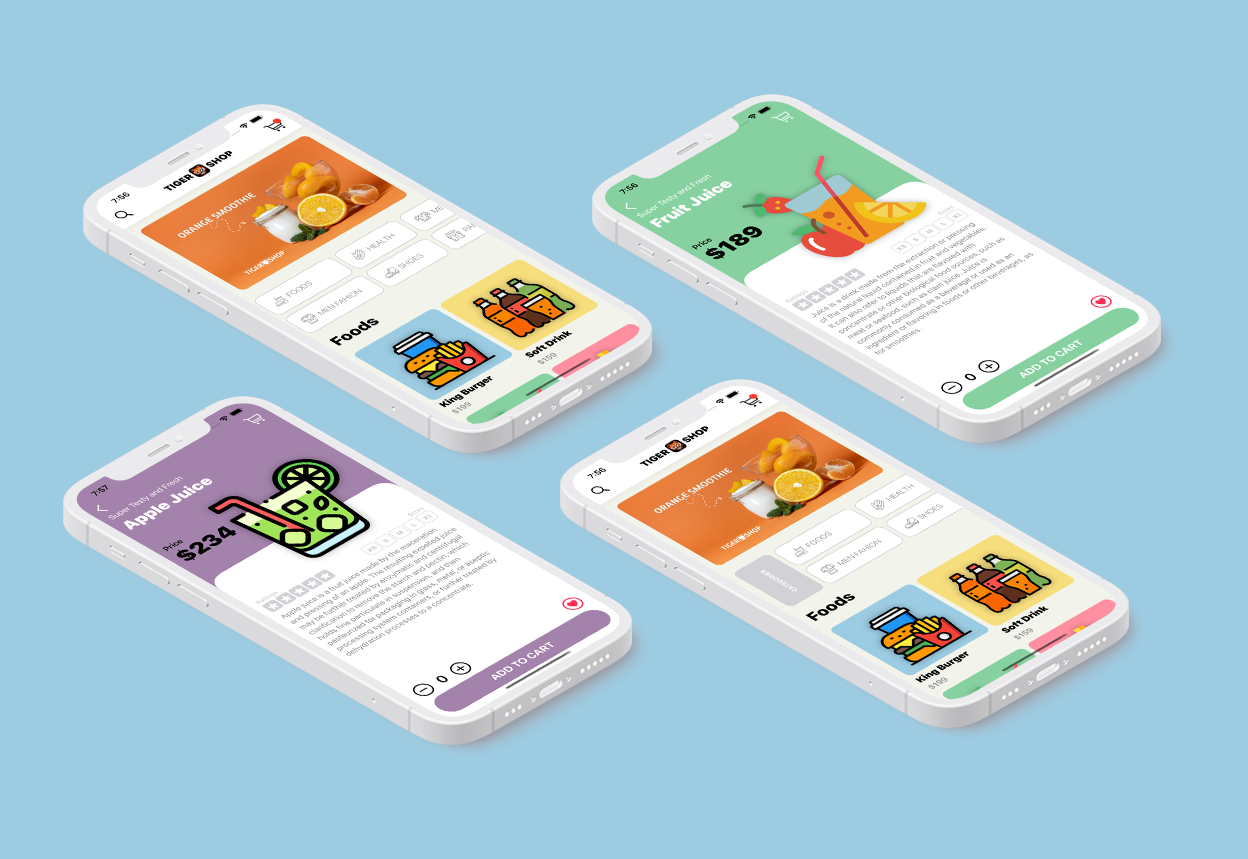 7:56
TIGER SHOP
ORANGE SMOOTHIE
TIGER SHOP
FOODS
HEALTH
ME
MEN FAHION
SHOES
Foods
King Burger
$199
Soft Drink
$159
7:56
Super Testy and Fresh
Fruit Juice
Price
$189
Sizes
XS S M L XL
Ratings
Juice is a drink made from the extraction or pressing
of the natural liquid contained in fruit and vegetables.
It can also refer to liquids that are flavored with
concentrate or other biological food sources, such as
meat or seafood, such as clam juice. Juice is
commonly consumed as a beverage or used as an
ingredient or flavoring in foods or other beverages, as
for smoothies.
0
ADD TO CART
7:57
Super Testy and Fresh
Apple Juice
Price
$234
Sizes
XS S M L XL
Ratings
Apple juice is a fruit juice made by the maceration
and pressing of an apple. The resulting expelled juice
may be further treated by enzymatic and centrifugal
clarification to remove the starch and pectin, which
holds fine particulate in suspension, and then
pasteurized for packaging in glass, metal, or aseptic
processing system containers, or further treated by
dehydration processes to a concentrate.
0
ADD TO CART
7:56
TIGER SHOP
ORANGE SMOOTHIE
TIGER SHOP
CATEGORIES
FOODS
HEALTH
MEN FAHION
SHOES
Foods
King Burger
$199
Soft Drink
$159